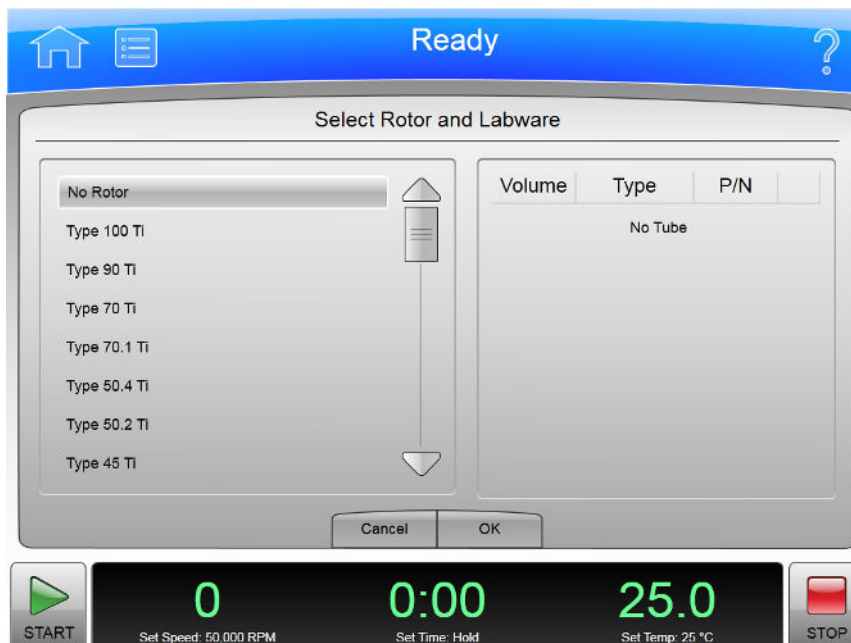 Ready
Select Rotor and Labware
No Rotor
Type 100 Ti
Type 90 Ti
Type 70 Ti
Type 70.1 Ti
Type 50.4 Ti
Type 50.2 Ti
Type 45 Ti
Volume Type P/N
No Tube
Cancel OK
START
0 0:00 25.0
Set Speed: 50,000 RPM Set Time: Hold Set Temp: 25 °C
STOP